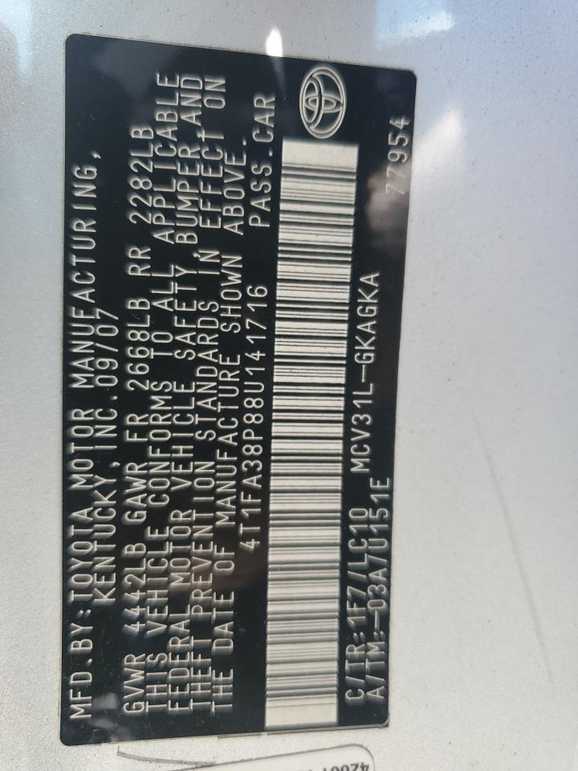 MFD.BY:TOYOTA MOTOR MANUFACTURING,
KENTUCKY, INC.09/07
GVWR 4442LB GAWR FR 2668LB RR 2282LB
THIS VEHICLE CONFORMS TO ALL APPLICABLE
FEDERAL MOTOR VEHICLE SAFETY, BUMPER,AND
THEFT PREVENTION STANDARDS IN EFFECT ON
THE DATE OF MANUFACTURE SHOWN ABOVE.
4T1FA38P88U141716 PASS.CAR
C/TR:1F7/LC10 MCV31L-GKAGKA
A/TM:-03A/U151E 77954